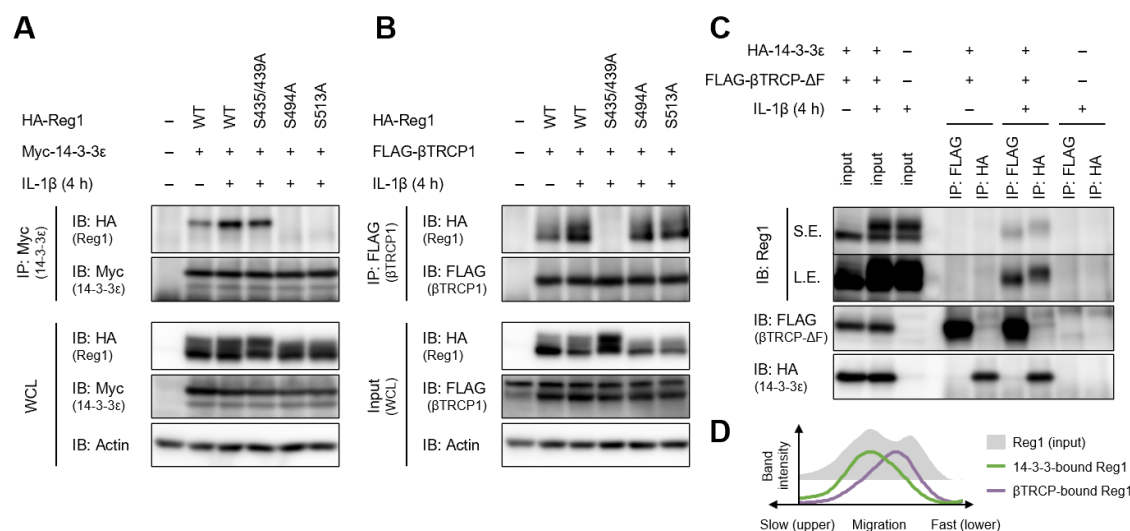 A
HA-Reg1 – WT WT S435/439A S494A S513A
Myc-14-3-3ε – + + + + +
IL-1β (4 h) – – + + + +
IP: Myc
(14-3-3ε)
IB: HA
(Reg1)
IB: Myc
(14-3-3ε)
WCL
IB: HA
(Reg1)
IB: Myc
(14-3-3ε)
IB: Actin
B
HA-Reg1 – WT WT S435/439A S494A S513A
FLAG-βTRCP1 – + + + + +
IL-1β (4 h) – – + + + +
IP: FLAG
(βTRCP1)
IB: HA
(Reg1)
IB: FLAG
(βTRCP1)
Input
(WCL)
IB: HA
(Reg1)
IB: FLAG
(βTRCP1)
IB: Actin
C
HA-14-3-3ε + + – + + –
FLAG-βTRCP-ΔF + + – + + –
IL-1β (4 h) – + + – + +
input input input IP: FLAG IP: HA IP: FLAG IP: HA IP: FLAG IP: HA
IB: Reg1
S.E.
L.E.
IB: FLAG
(βTRCP-ΔF)
IB: HA
(14-3-3ε)
D
Band
intensity
Slow (upper) Migration Fast (lower)
Reg1 (input)
14-3-3-bound Reg1
βTRCP-bound Reg1